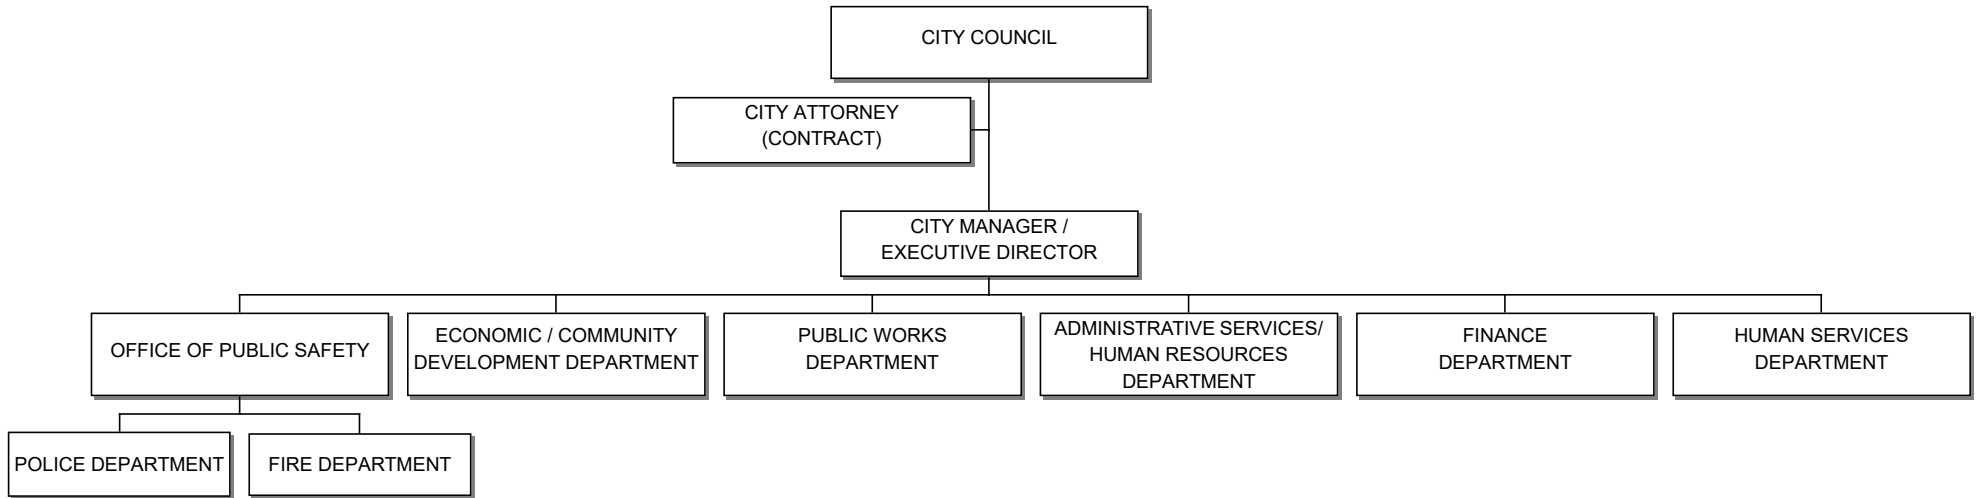 CITY COUNCIL
CITY ATTORNEY
(CONTRACT)
CITY MANAGER /
EXECUTIVE DIRECTOR
OFFICE OF PUBLIC SAFETY
ECONOMIC / COMMUNITY
DEVELOPMENT DEPARTMENT
PUBLIC WORKS
DEPARTMENT
ADMINISTRATIVE SERVICES/
HUMAN RESOURCES
DEPARTMENT
FINANCE
DEPARTMENT
HUMAN SERVICES
DEPARTMENT
POLICE DEPARTMENT
FIRE DEPARTMENT